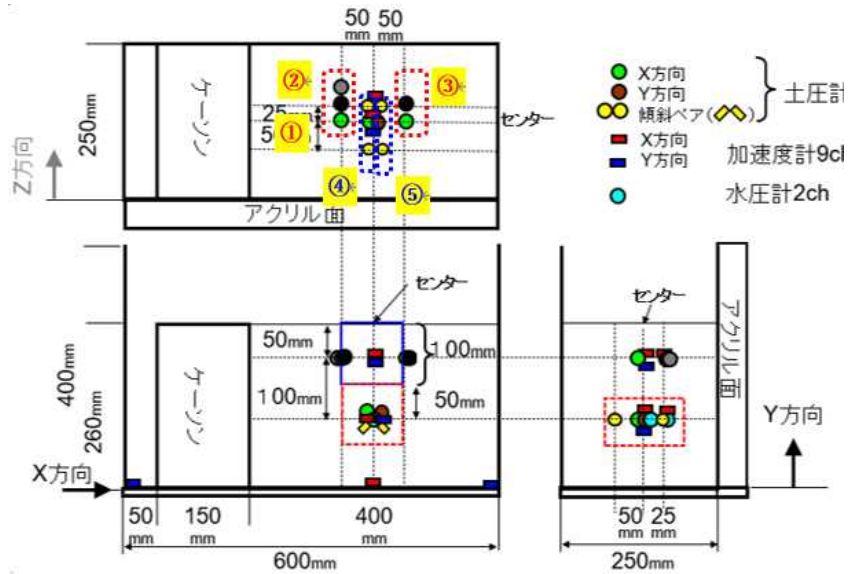 50 50
mm mm
②
③
ケーソン
25mm
①
50mm
センター
250mm
Z方向
④
⑤
アクリル面
X方向
Y方向
傾斜ペア( )
土圧計
X方向
Y方向
加速度計9ch
水圧計2ch
センター
50mm
100mm
100mm
50mm
400mm
260mm
ケーソン
X方向
50
mm
150
mm
400
mm
600mm
センター
アクリル面
Y方向
50 25
mm mm
250mm